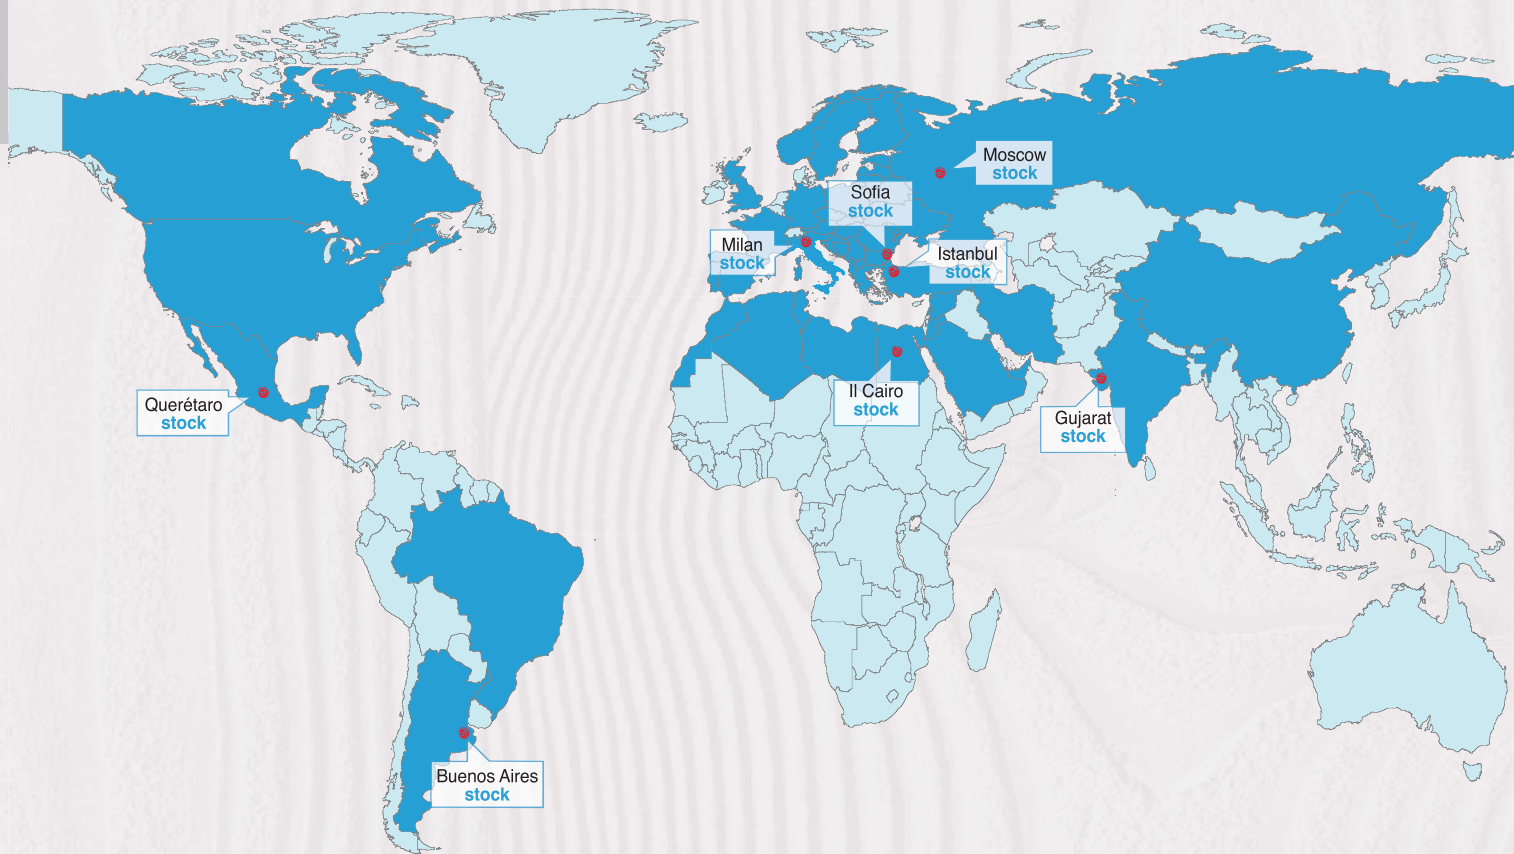 Moscow
stock
Sofia
stock
Milan
stock
Istanbul
stock
Il Cairo
stock
Querétaro
stock
Gujarat
stock
Buenos Aires
stock